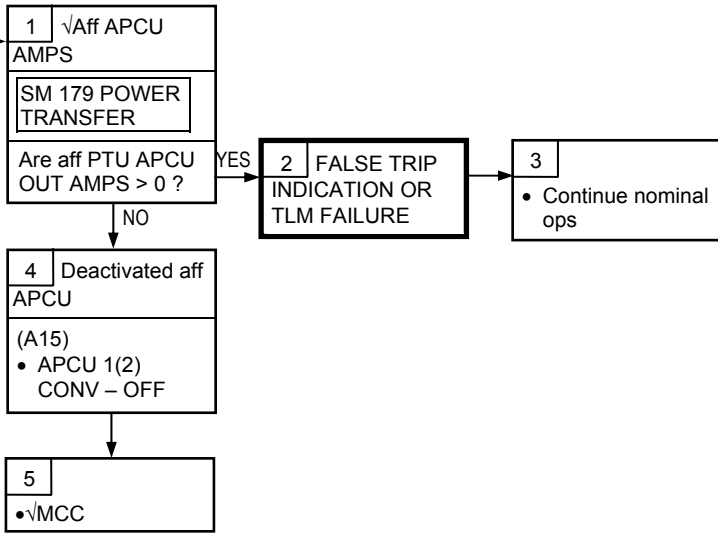 1 √Aff APCU
AMPS
SM 179 POWER
TRANSFER
Are aff PTU APCU
OUT AMPS > 0 ?
YES
2 FALSE TRIP
INDICATION OR
TLM FAILURE
3
• Continue nominal
ops
NO
4 Deactivated aff
APCU
(A15)
• APCU 1(2)
CONV – OFF
5
•√MCC